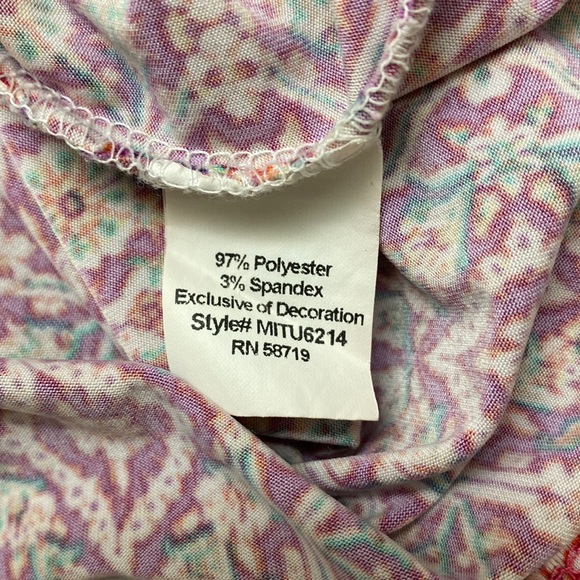 97% Polyester
3% Spandex
Exclusive of Decoration
Style# MITU6214
RN 58719